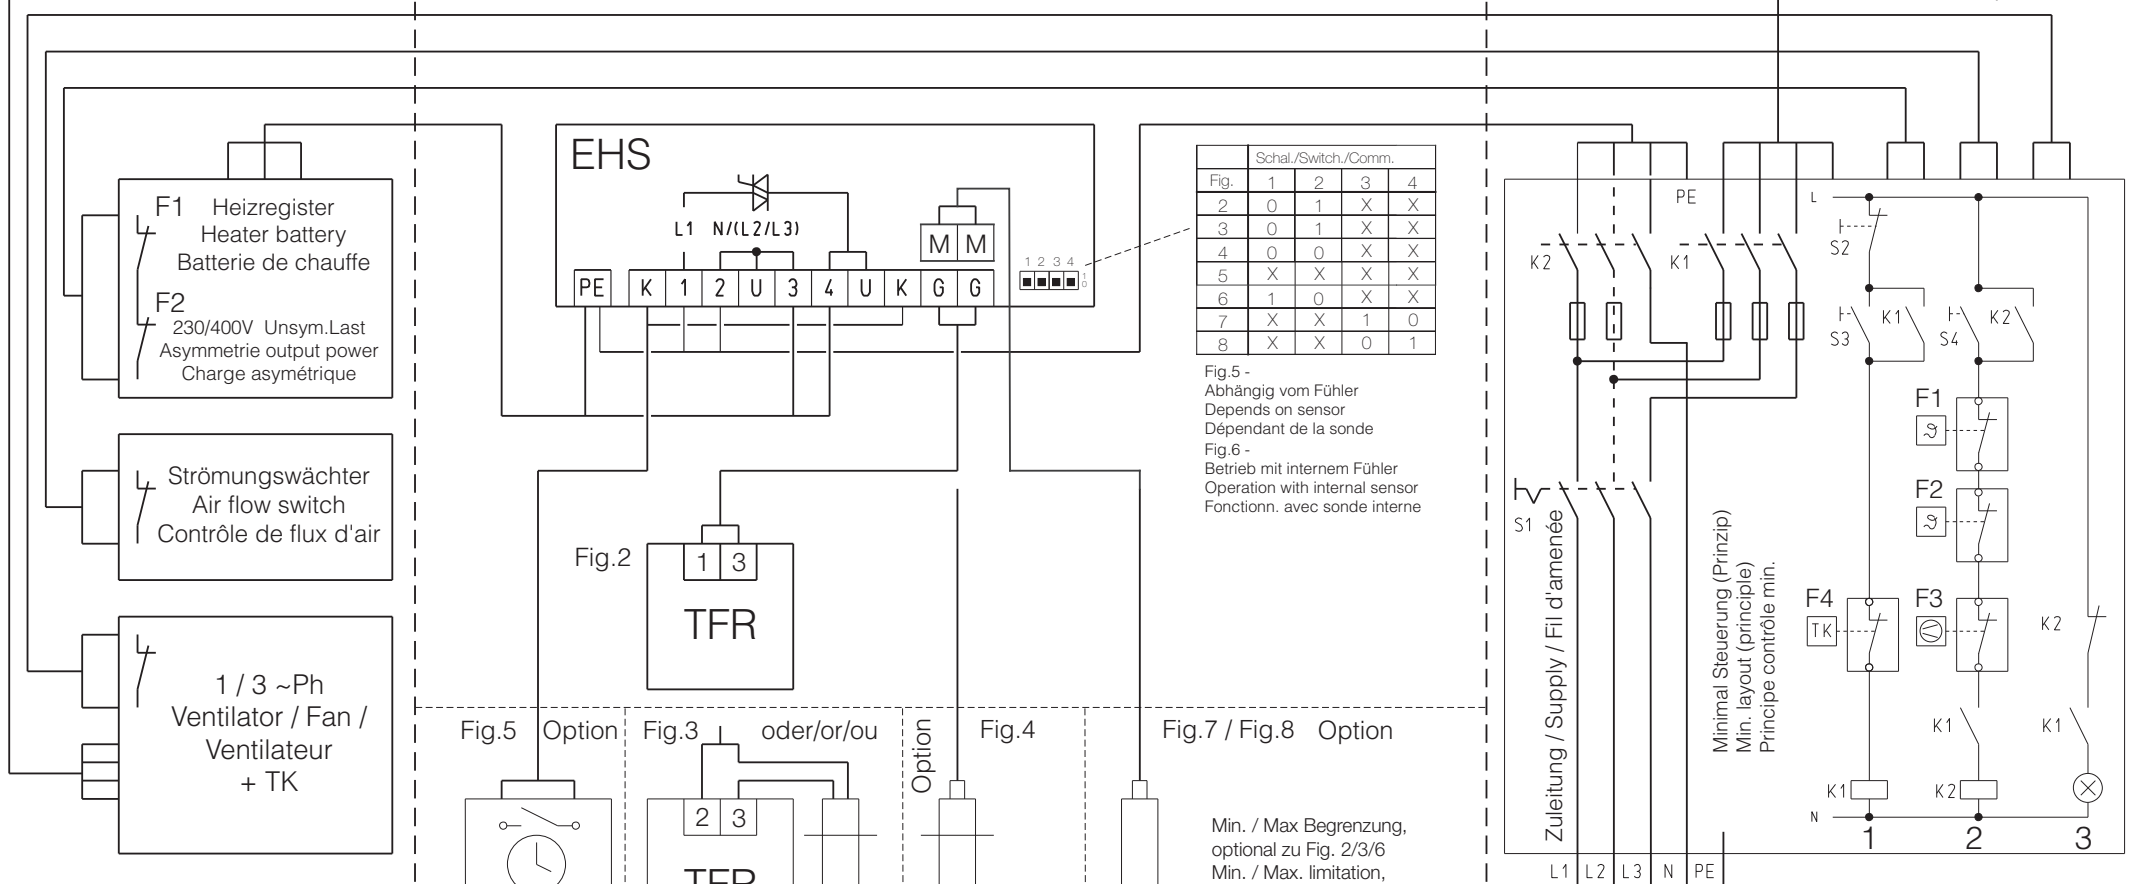 F1
Heizregister
Heater battery
Batterie de chauffe
F2
230/400V Unsym.Last
Asymmetrie output power
Charge asymétrique
Strömungswächter
Air flow switch
Contrôle de flux d'air
1 / 3 ~Ph
Ventilator / Fan /
Ventilateur
+ TK
EHS
L1 N/(L2/L3)
M M
1 2 3 4
1
0
PE K 1 2 U 3 4 U K G G
Schal./Switch./Comm.
Fig. 1 2 3 4
2 0 1 X X
3 0 1 X X
4 0 0 X X
5 X X X X
6 1 0 X X
7 X X 1 0
8 X X 0 1
Fig.5 -
Abhängig vom Fühler
Depends on sensor
Dépendant de la sonde
Fig.6 -
Betrieb mit internem Fühler
Operation with internal sensor
Fonctionn. avec sonde interne
Fig.2
1 3
TFR
Fig.5 Option
Fig.3 oder/or/ou
2 3
TFR
Option
Fig.4
Fig.7 / Fig.8 Option
Min. / Max Begrenzung,
optional zu Fig. 2/3/6
Min. / Max. limitation,
PE
L
K2
K1
S2
S3
K1
S4
K2
F1
ϑ
F2
ϑ
S1
Zuleitung / Supply / Fil d'amenée
Minimal Steuerung (Prinzip)
Min. layout (principle)
Principe contrôle min.
F4
TK
F3
K2
K1
K1
K1
K2
N
1 2 3
L1 L2 L3 N PE